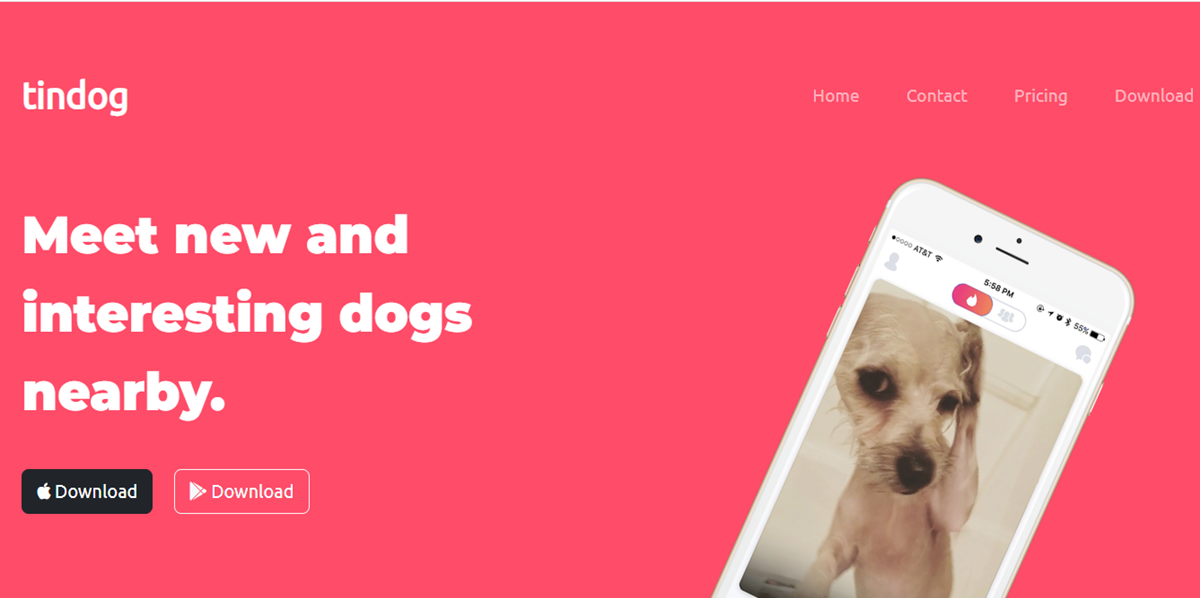 tindog
Home Contact Pricing Download
Meet new and
interesting dogs
nearby.
Download Download
AT&T 5:58 PM 55%